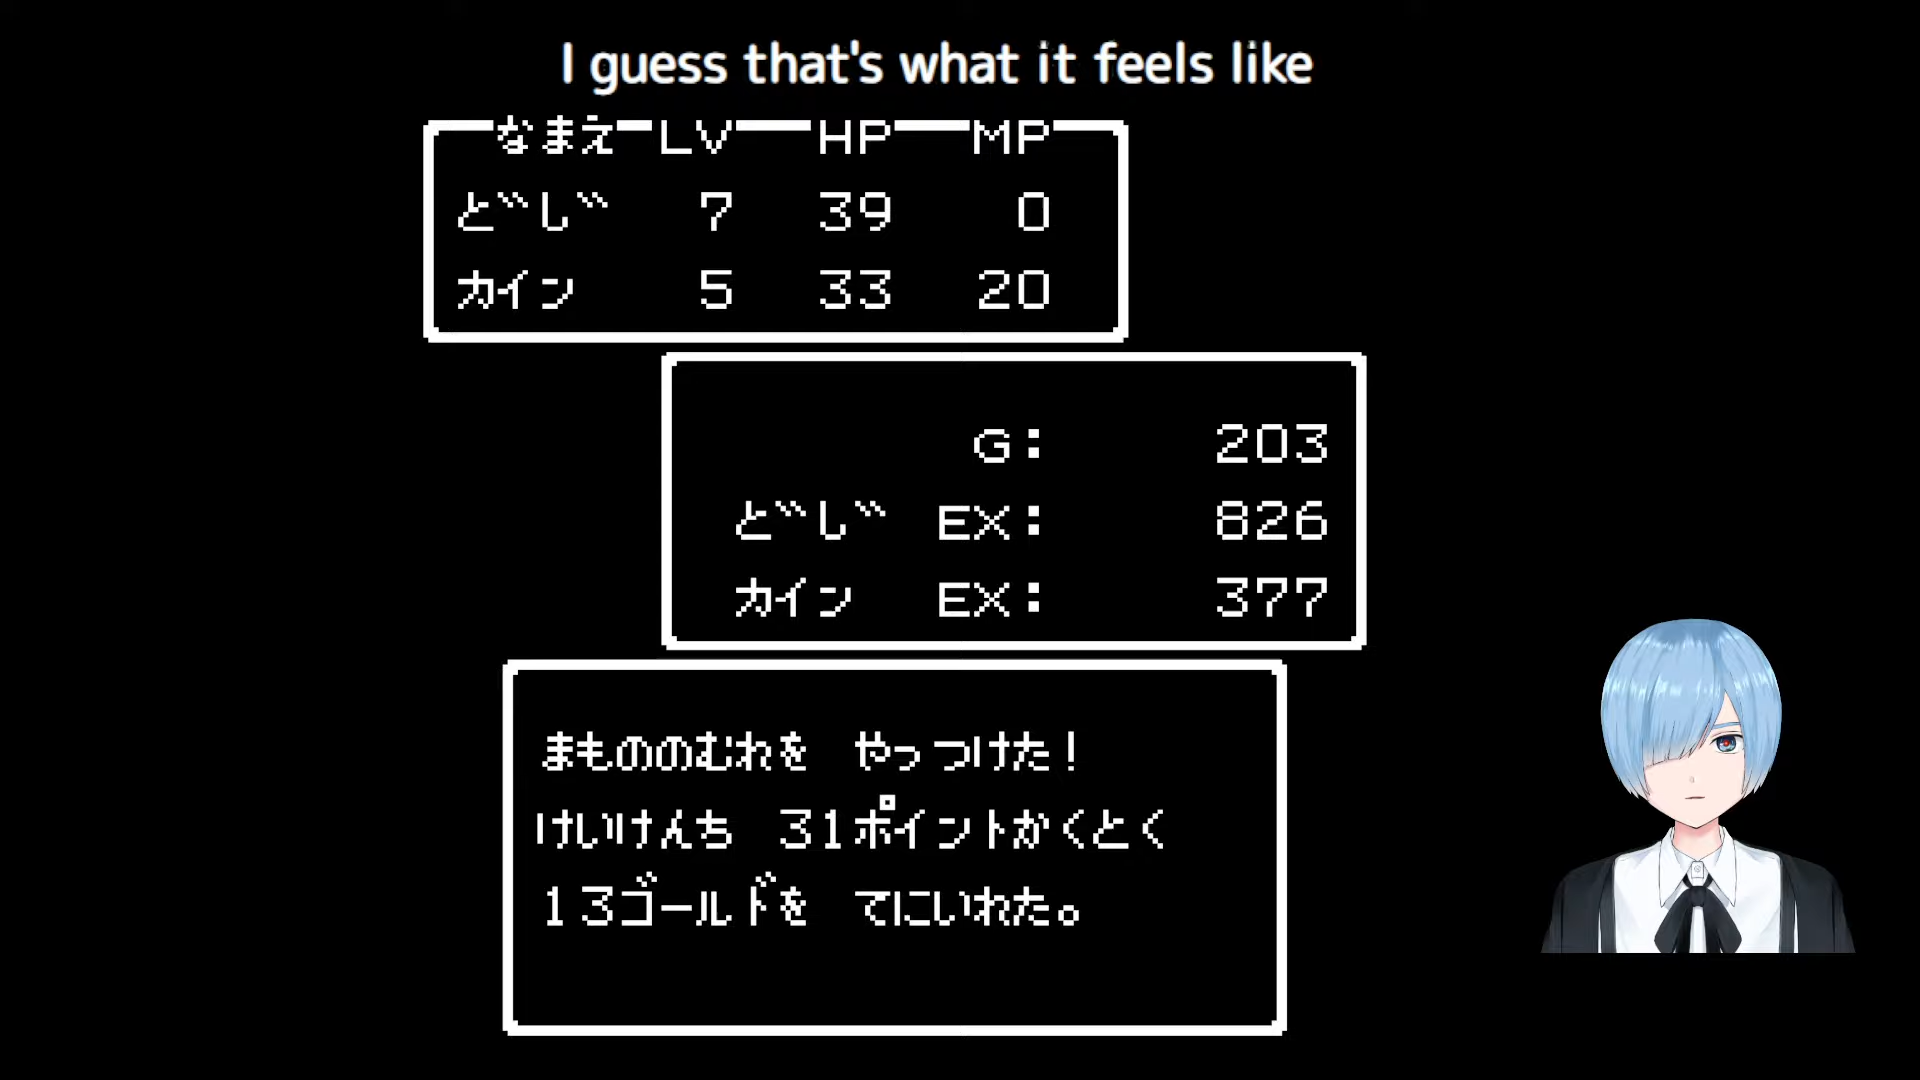 I guess that's what it feels like
なまえ LV HP MP
どじ 7 39 0
カイン 5 33 20
G: 203
どじ EX: 826
カイン EX: 377
まもののむれを やっつけた!
けいけんち 31ポイントかくとく
13ゴールドを てにいれた。